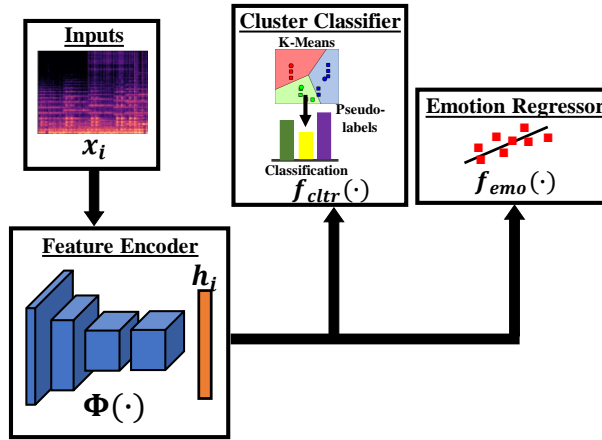 Inputs
x_i
Feature Encoder
h_i
Φ(·)
Cluster Classifier
K-Means
Pseudo-
labels
Classification
f_cltr(·)
Emotion Regressor
f_emo(·)